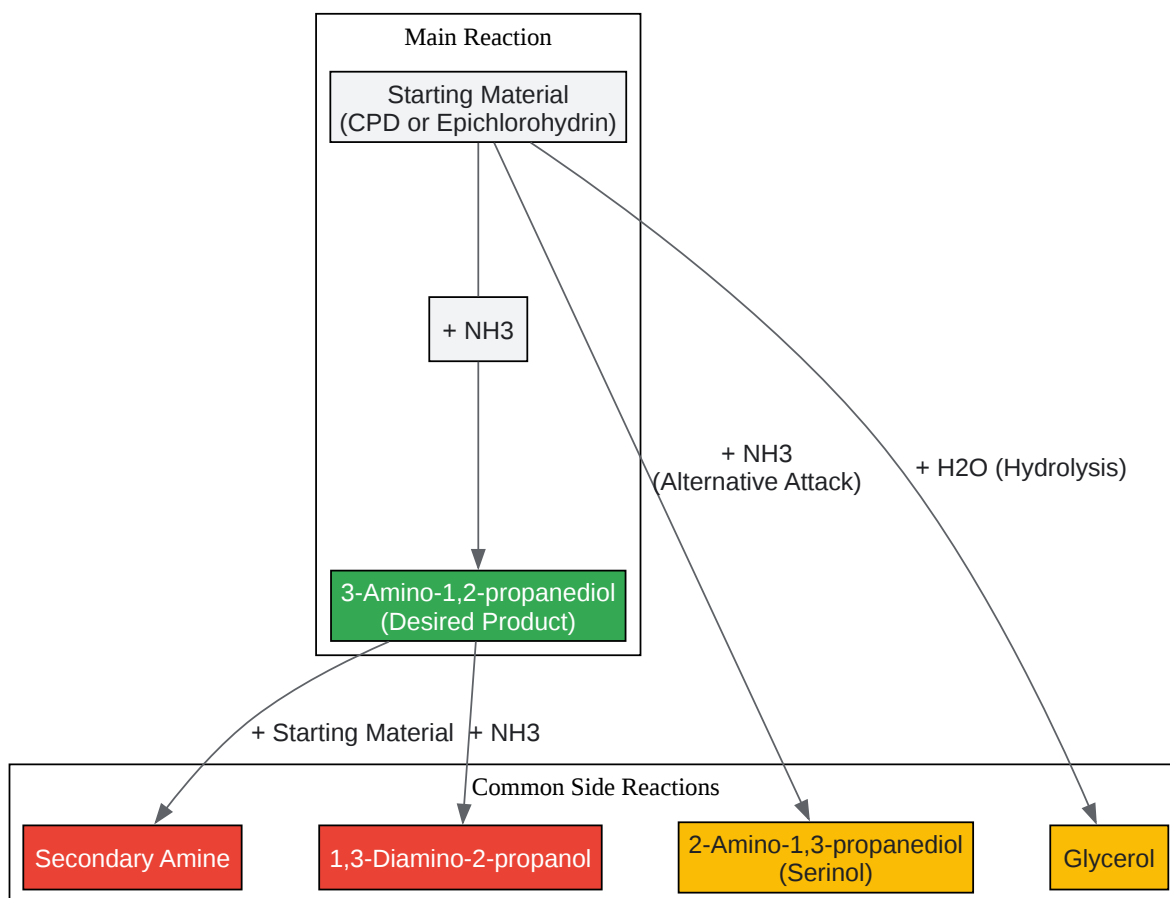 Main Reaction
Starting Material
(CPD or Epichlorohydrin)
+ NH3
+ NH3
(Alternative Attack)
+ H2O (Hydrolysis)
3-Amino-1,2-propanediol
(Desired Product)
+ Starting Material
+ NH3
Common Side Reactions
Secondary Amine
1,3-Diamino-2-propanol
2-Amino-1,3-propanediol
(Serinol)
Glycerol